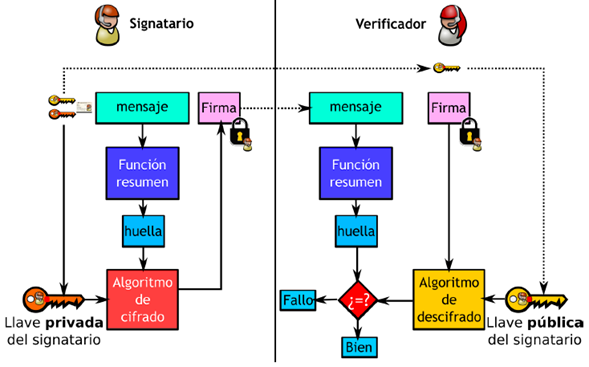 Signatario
Verificador
mensaje
Firma
mensaje
Firma
Función
resumen
Función
resumen
huella
huella
Algoritmo
de
cifrado
Fallo
¿=?
Algoritmo
de
descifrado
Llave privada
del signatario
Llave pública
del signatario
Bien